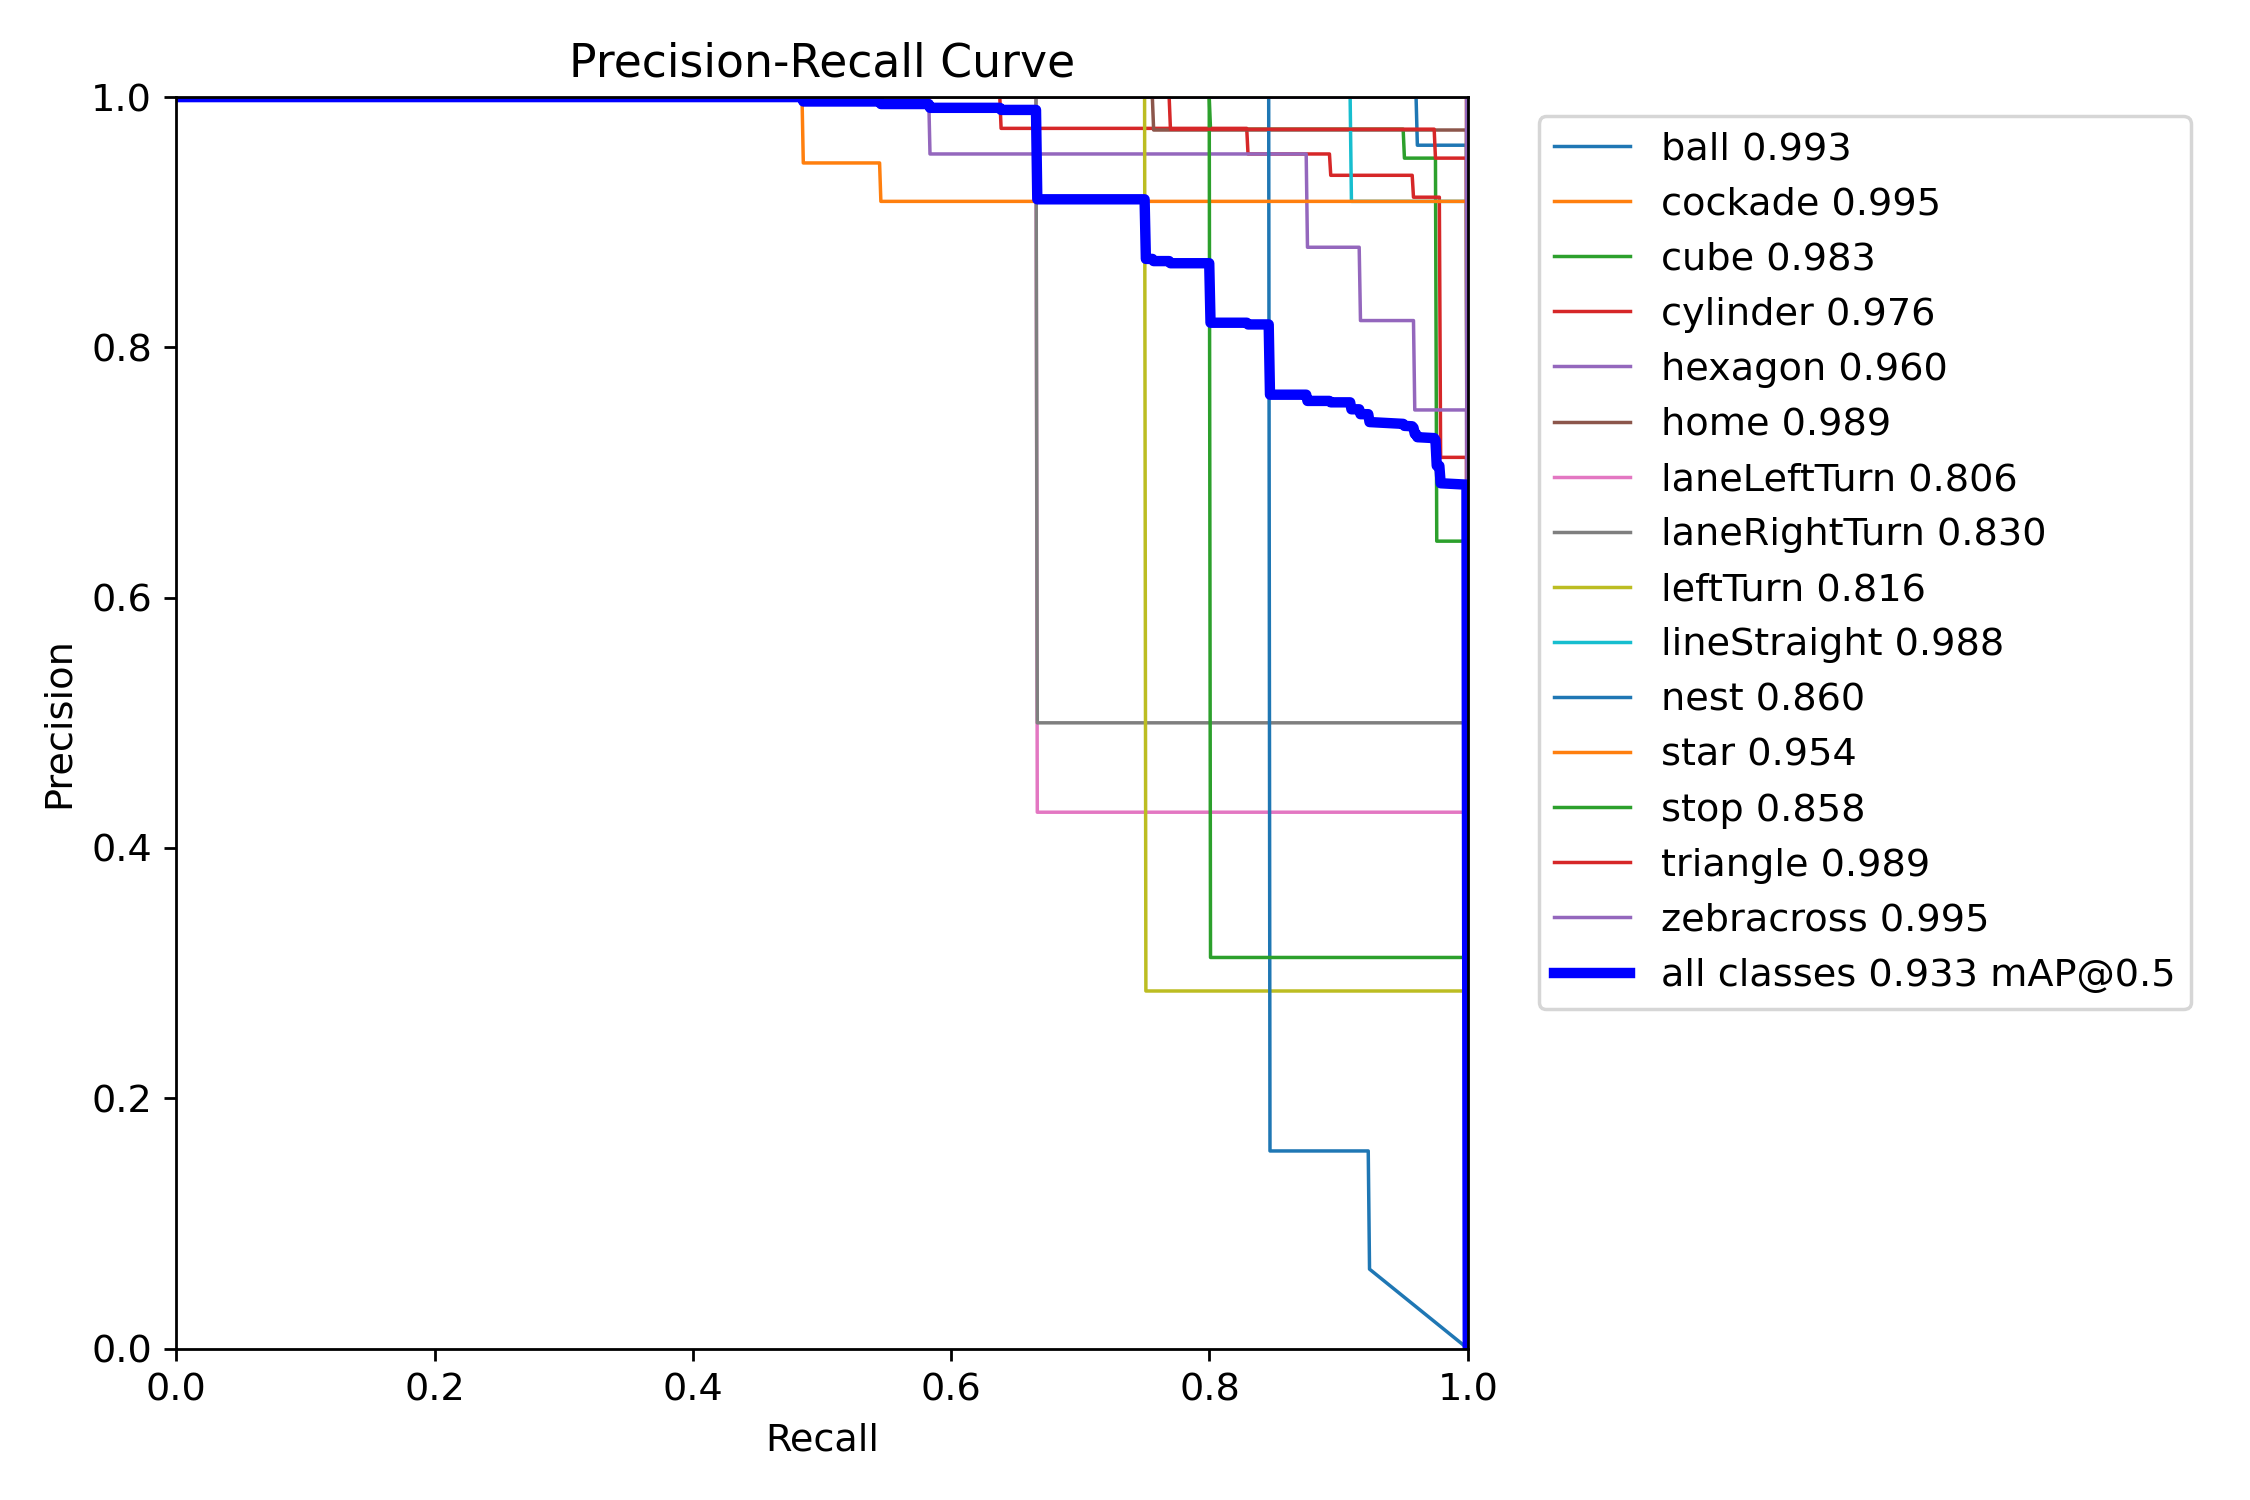 Precision-Recall Curve
1.0
0.8
0.6
0.4
0.2
0.0
Precision
0.0 0.2 0.4 0.6 0.8 1.0
Recall
ball 0.993
cockade 0.995
cube 0.983
cylinder 0.976
hexagon 0.960
home 0.989
laneLeftTurn 0.806
laneRightTurn 0.830
leftTurn 0.816
lineStraight 0.988
nest 0.860
star 0.954
stop 0.858
triangle 0.989
zebracross 0.995
all classes 0.933 mAP@0.5